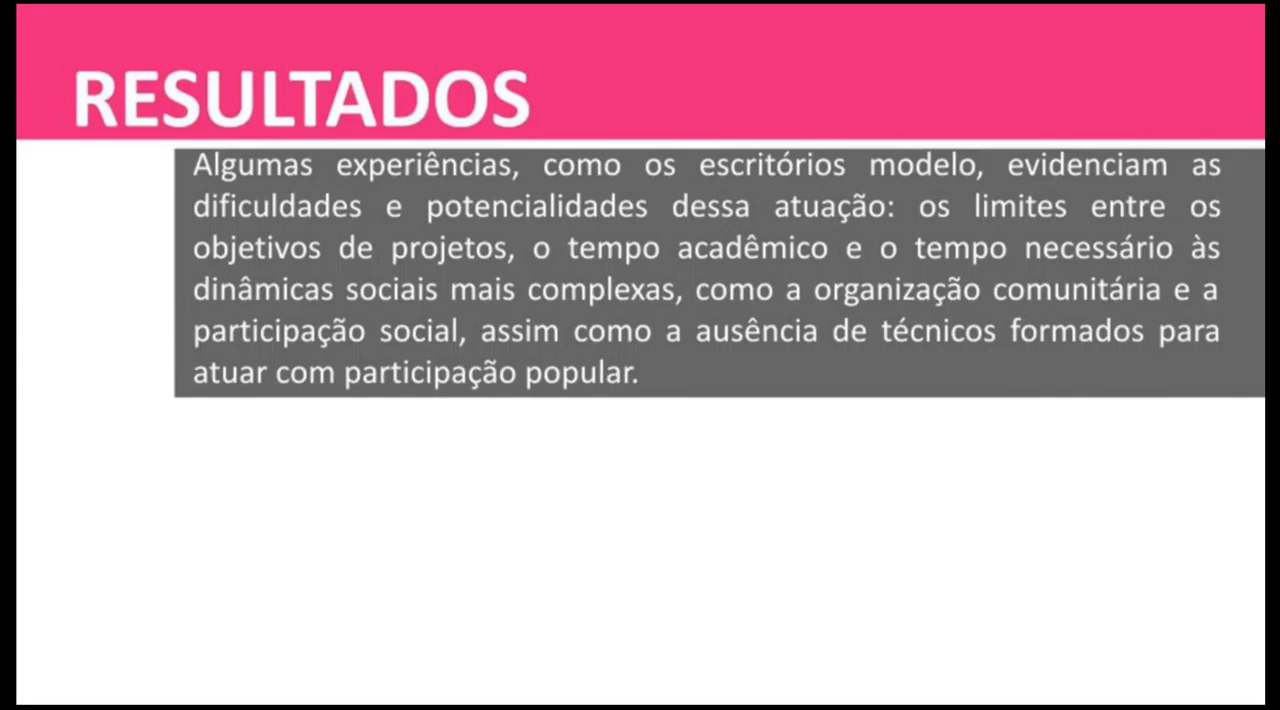 RESULTADOS
Algumas experiências, como os escritórios modelo, evidenciam as
dificuldades e potencialidades dessa atuação: os limites entre os
objetivos de projetos, o tempo acadêmico e o tempo necessário às
dinâmicas sociais mais complexas, como a organização comunitária e a
participação social, assim como a ausência de técnicos formados para
atuar com participação popular.